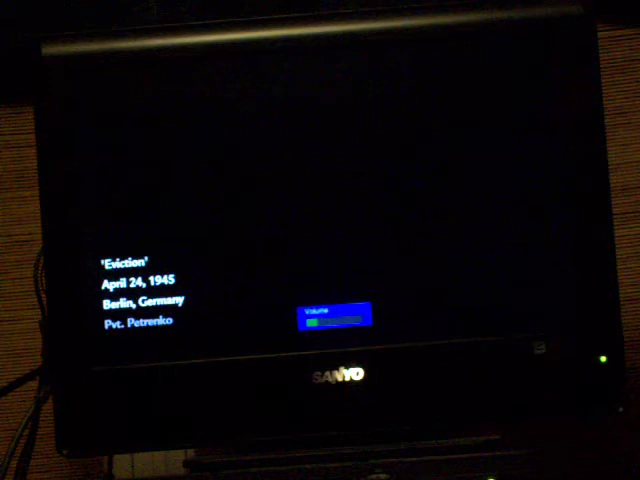 'Eviction'
April 24, 1945
Berlin, Germany
Pvt. Petrenko
Volume
SANYO